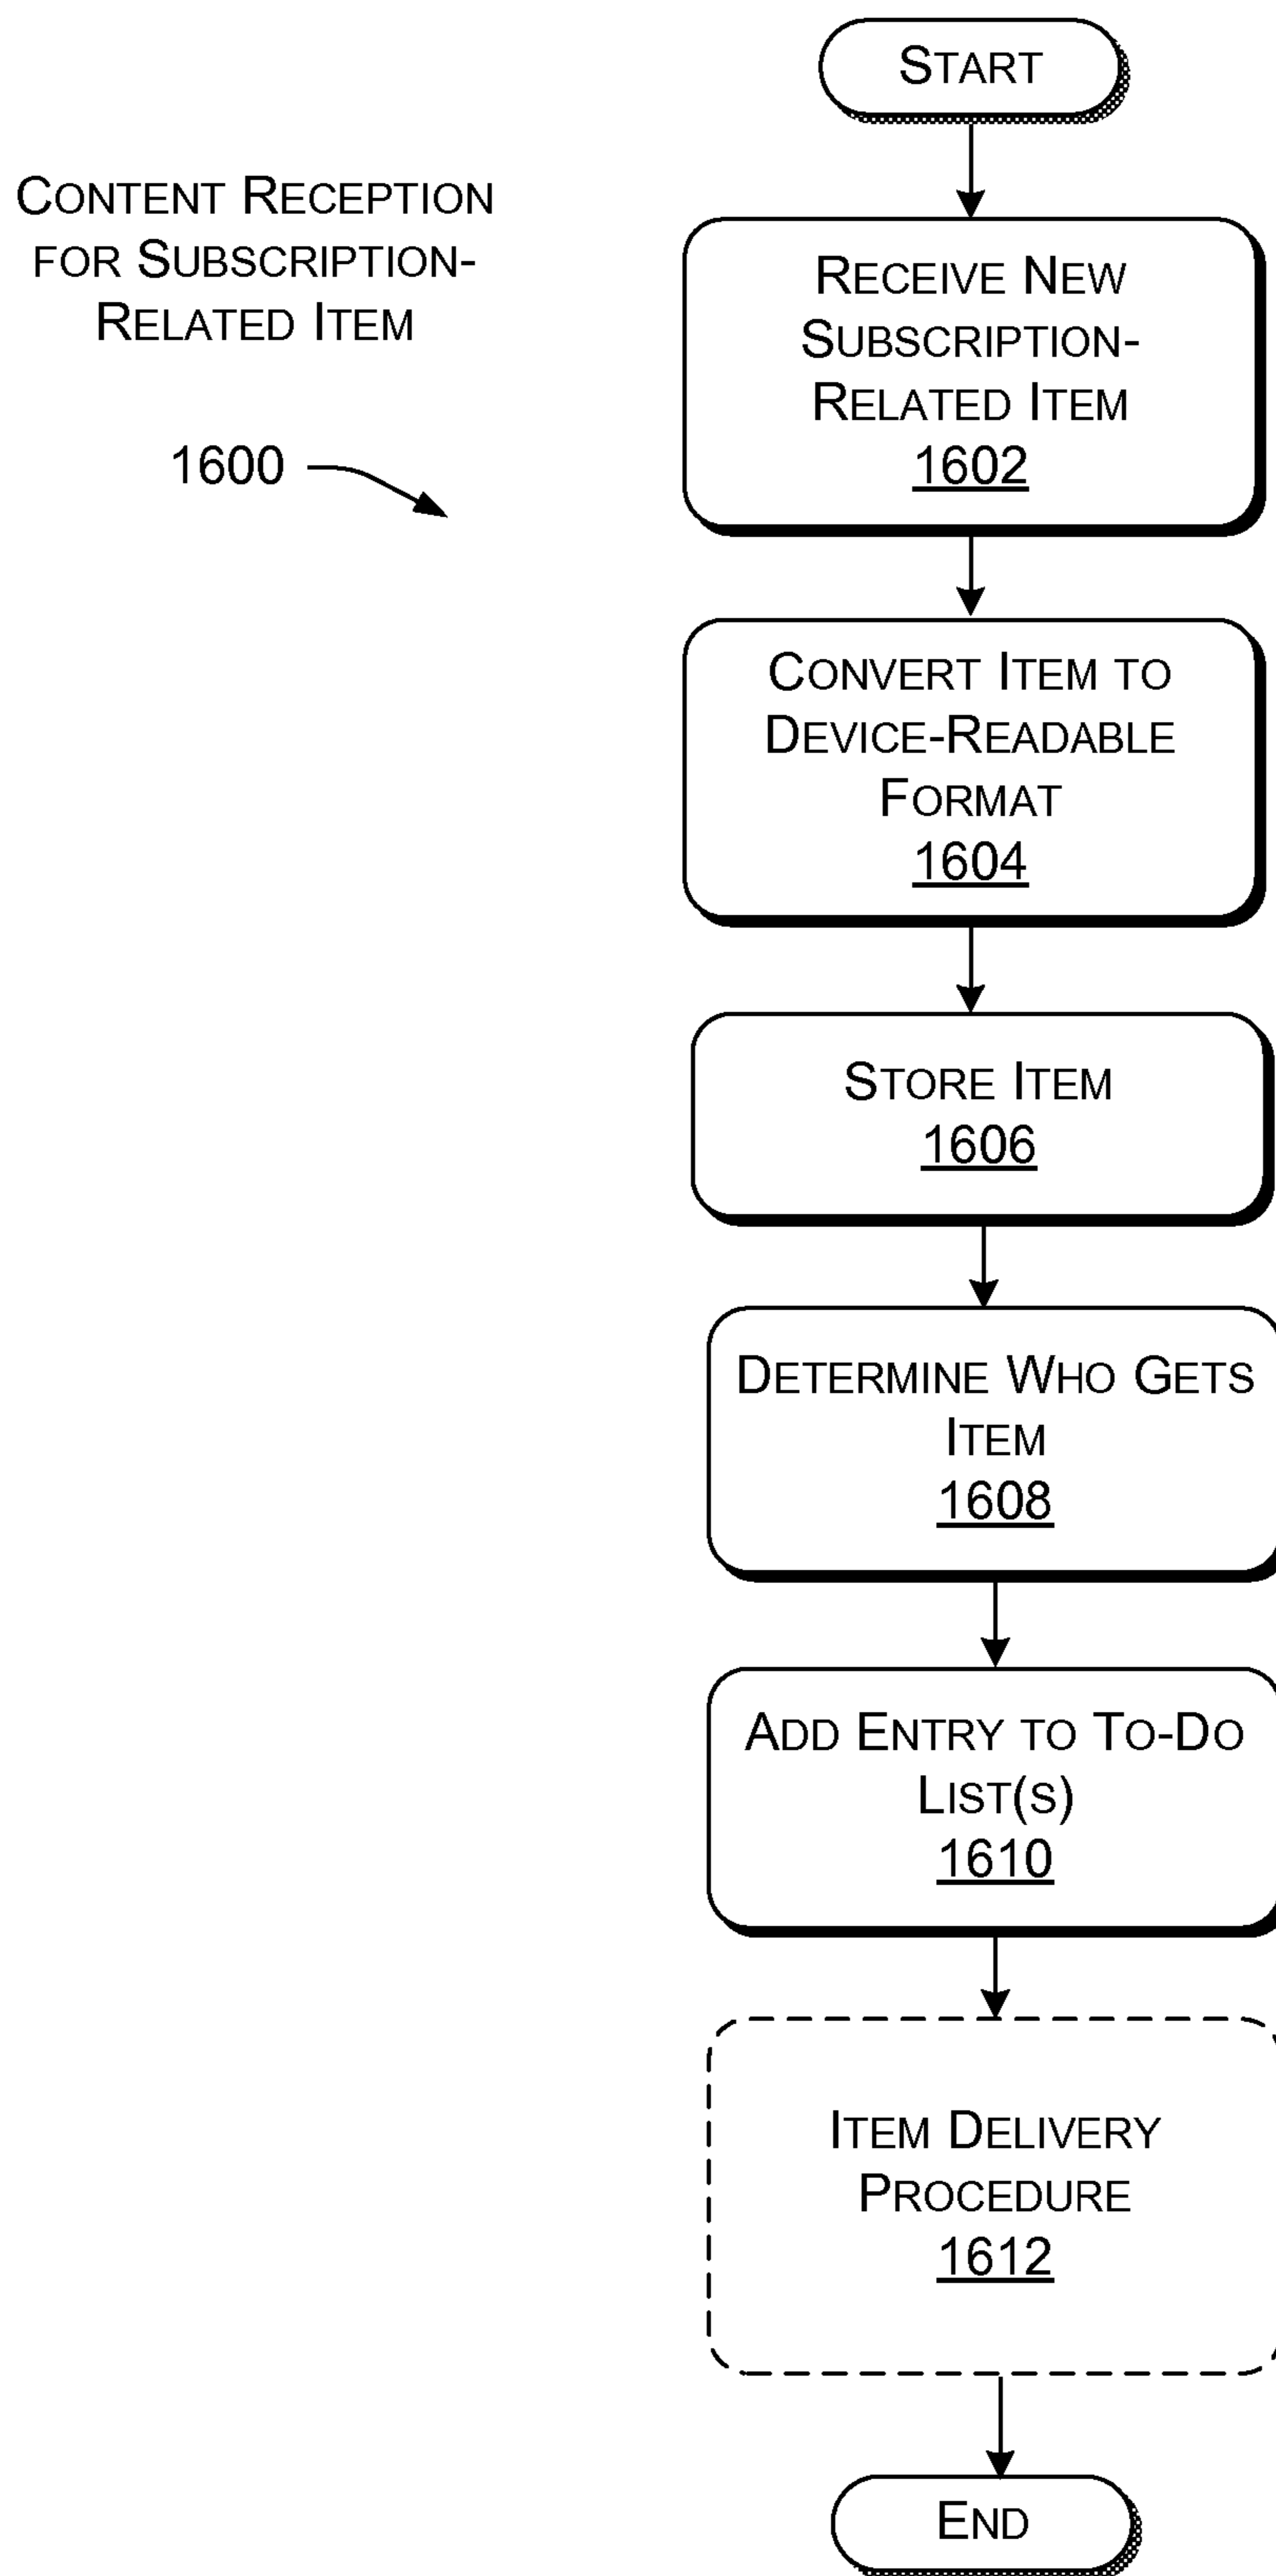 START
CONTENT RECEPTION
FOR SUBSCRIPTION-
RELATED ITEM
1600
RECEIVE NEW
SUBSCRIPTION-
RELATED ITEM
1602
CONVERT ITEM TO
DEVICE-READABLE
FORMAT
1604
STORE ITEM
1606
DETERMINE WHO GETS
ITEM
1608
ADD ENTRY TO TO-DO
LIST(S)
1610
ITEM DELIVERY
PROCEDURE
1612
END